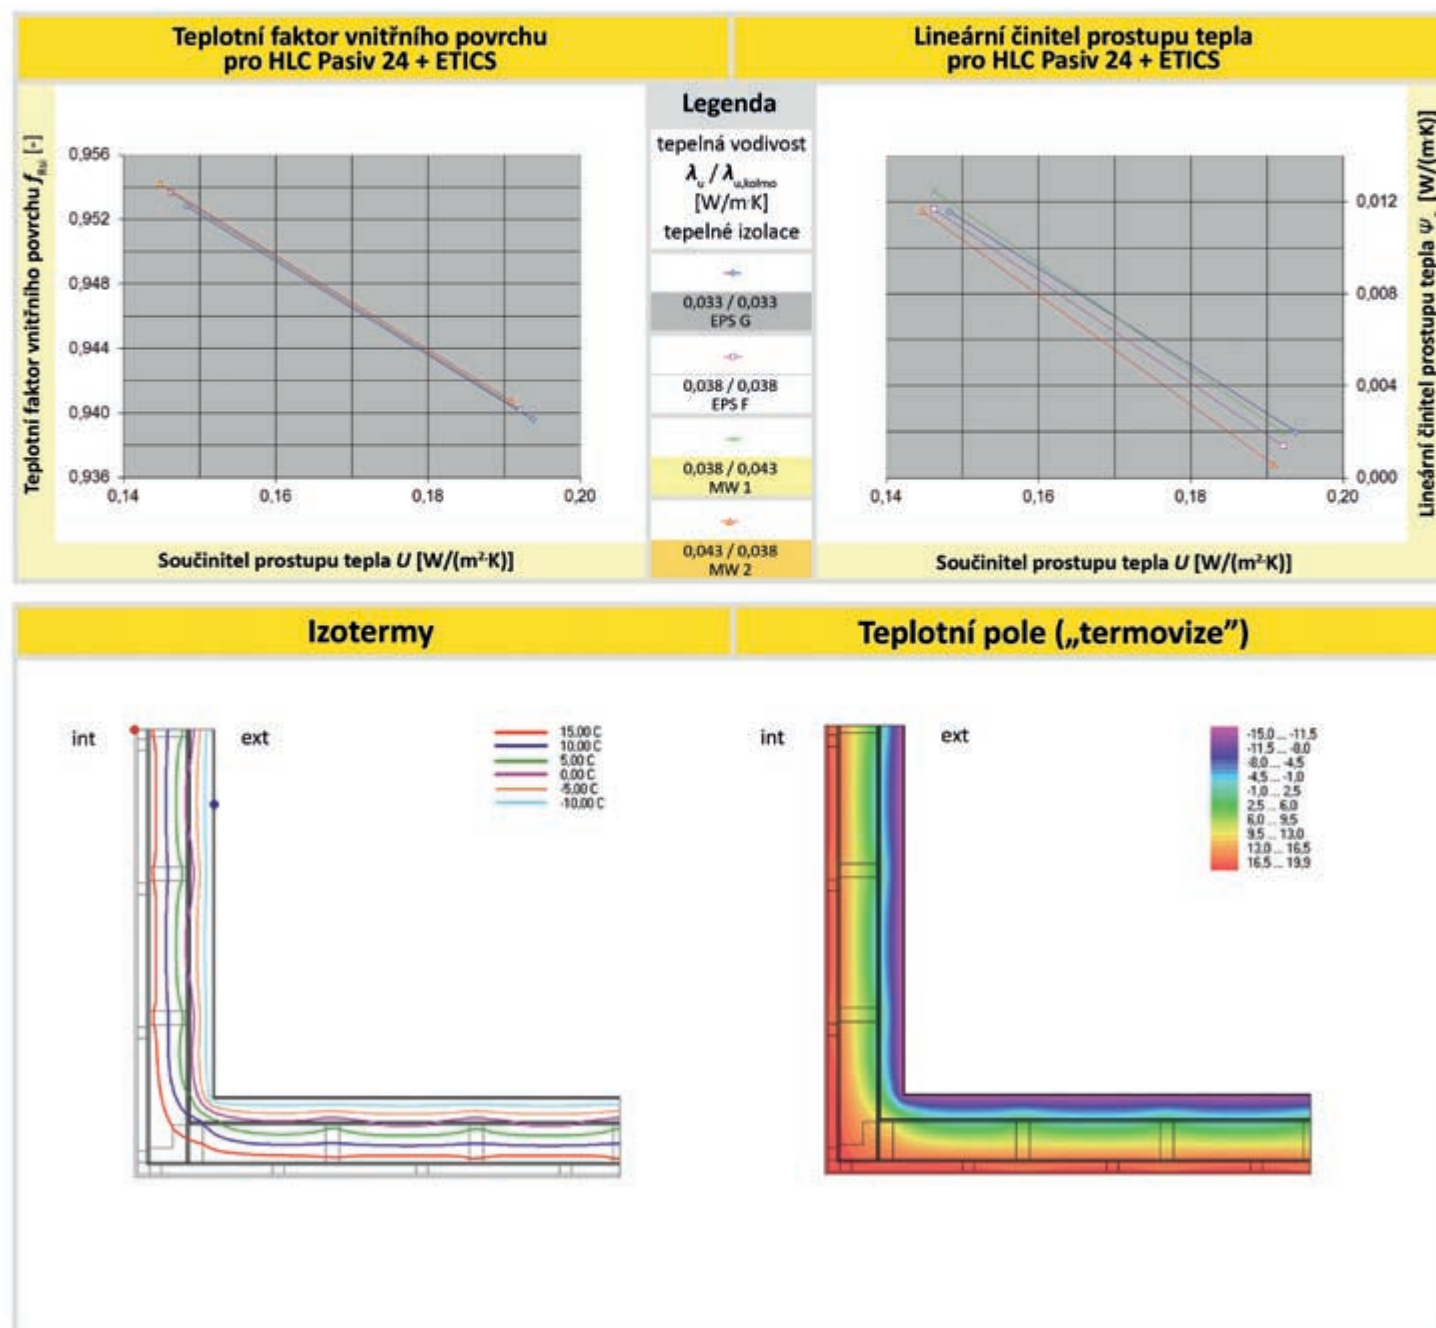 Teplotní faktor vnitřního povrchu
pro HLC Pasiv 24 + ETICS
Lineární činitel prostupu tepla
pro HLC Pasiv 24 + ETICS
Teplotní faktor vnitřního povrchu f_Rsi [-]
0,956
0,952
0,948
0,944
0,940
0,936
0,14
0,16
0,18
0,20
Součinitel prostupu tepla U [W/(m²·K)]
Legenda
tepelná vodivost
λ_u / λ_u,kolmo
[W/m·K]
tepelné izolace
0,033 / 0,033
EPS G
0,038 / 0,038
EPS F
0,038 / 0,043
MW 1
0,043 / 0,038
MW 2
0,012
0,008
0,004
0,000
0,14
0,16
0,18
0,20
Součinitel prostupu tepla U [W/(m²·K)]
Lineární činitel prostupu tepla Ψ [W/(m·K)]
Izotermy
Teplotní pole („termovize”)
int
ext
15,00 C
10,00 C
5,00 C
0,00 C
-5,00 C
-10,00 C
int
ext
-15,0 ... -11,5
-11,5 ... -8,0
-8,0 ... -4,5
-4,5 ... -1,0
-1,0 ... 2,5
2,5 ... 6,0
6,0 ... 9,5
9,5 ... 13,0
13,0 ... 16,5
16,5 ... 19,9